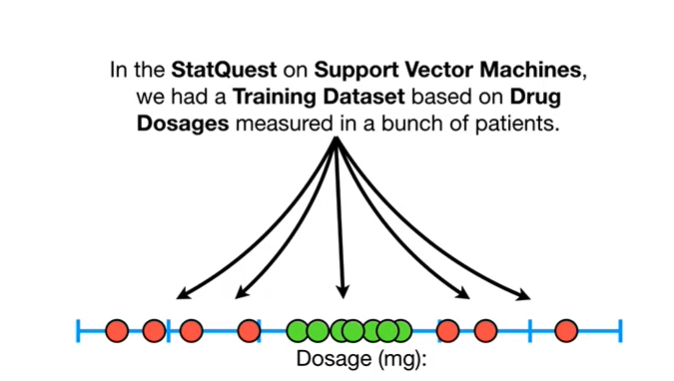 In the StatQuest on Support Vector Machines,
we had a Training Dataset based on Drug
Dosages measured in a bunch of patients.
Dosage (mg):